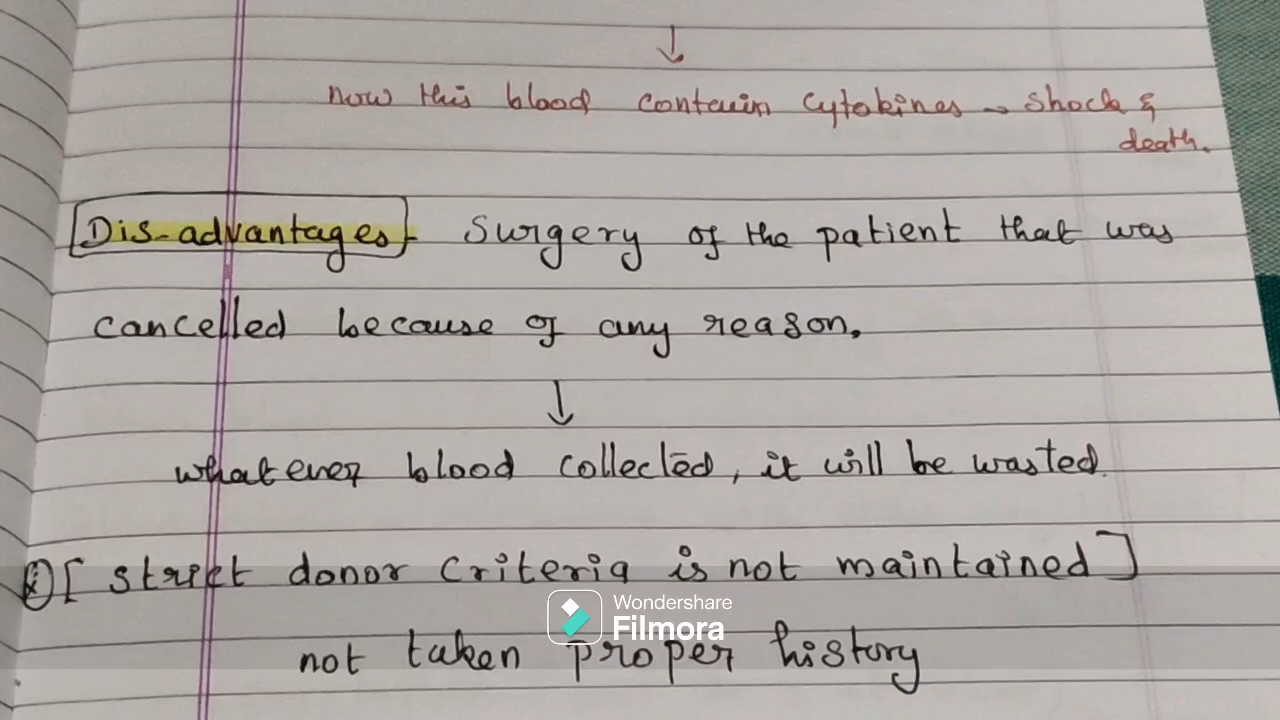 ↓
now this blood contain cytokines → shock &
death.
Dis-advantages - Surgery of the patient that was
cancelled because of any reason.
↓
whatever blood collected, it will be wasted.
[ strict donor criteria is not maintained ]
Wondershare
Filmora
not taken proper history